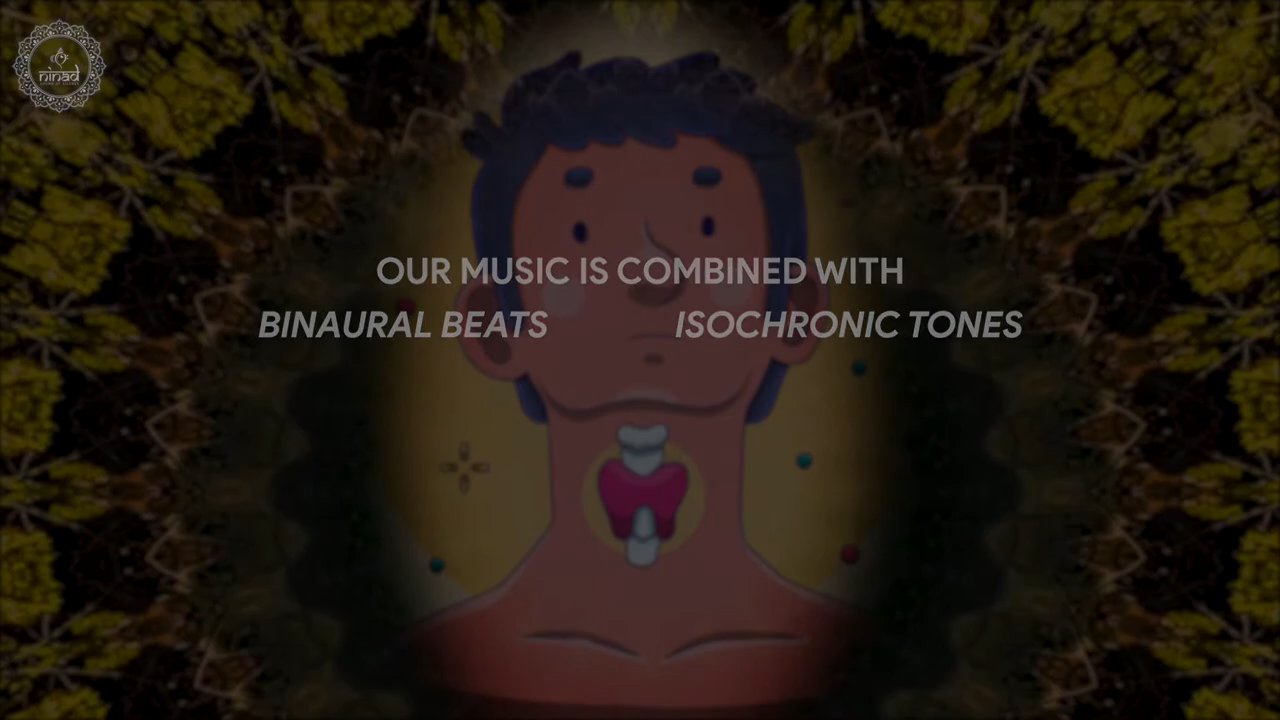 ninad
OUR MUSIC IS COMBINED WITH
BINAURAL BEATS ISOCHRONIC TONES